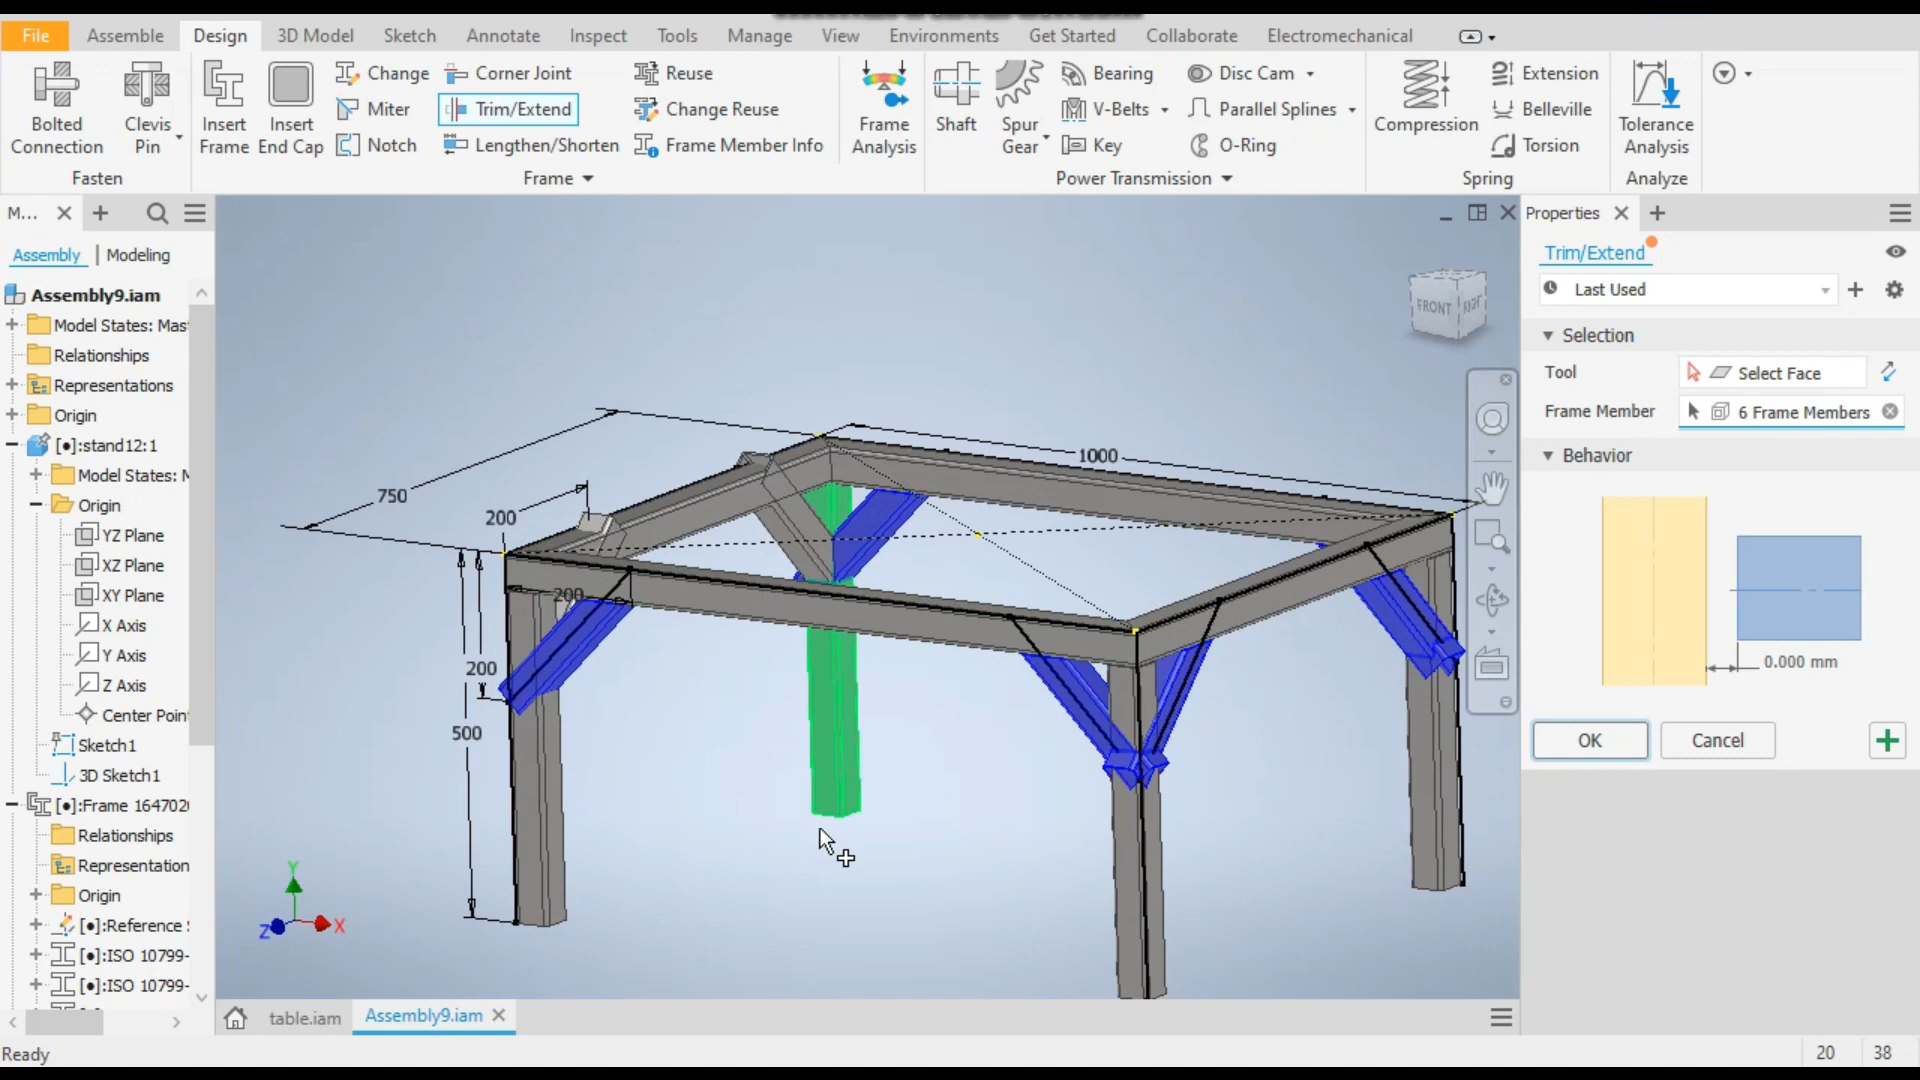 File Assemble Design 3D Model Sketch Annotate Inspect Tools Manage View Environments Get Started Collaborate Electromechanical
Bolted Connection
Clevis Pin
Fasten
Insert Frame
Insert End Cap
Change
Miter
Notch
Corner Joint
Trim/Extend
Lengthen/Shorten
Reuse
Change Reuse
Frame Member Info
Frame
Frame Analysis
Shaft
Spur Gear
Bearing
V-Belts
Key
Disc Cam
Parallel Splines
O-Ring
Power Transmission
Compression
Extension
Belleville
Torsion
Spring
Tolerance Analysis
Analyze
M...
Assembly | Modeling
Assembly9.iam
Model States: Mas
Relationships
Representations
Origin
[•]:stand12:1
Model States: M
Origin
YZ Plane
XZ Plane
XY Plane
X Axis
Y Axis
Z Axis
Center Poin
Sketch1
3D Sketch1
[•]:Frame 164702
Relationships
Representation
Origin
[•]:Reference
[•]:ISO 10799-
[•]:ISO 10799-
750
200
1000
200
200
500
FRONT RIGHT
Y
Z X
table.iam
Assembly9.iam
Properties
Trim/Extend
Last Used
Selection
Tool Select Face
Frame Member 6 Frame Members
Behavior
0.000 mm
OK Cancel
Ready
20 38